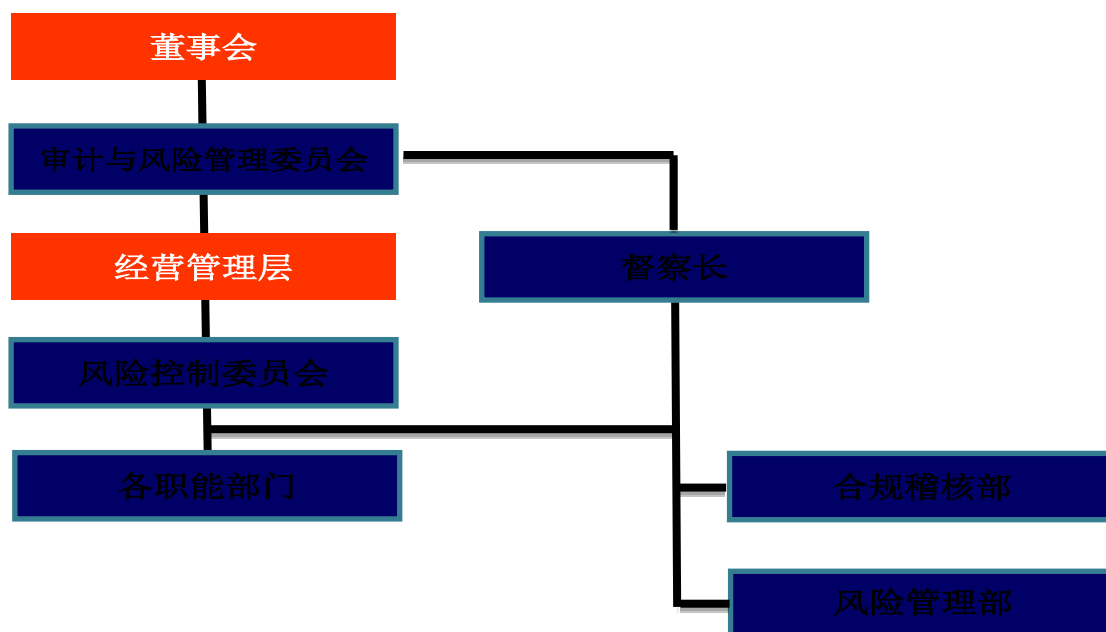 董事会
审计与风险管理委员会
经营管理层
督察长
风险控制委员会
各职能部门
合规稽核部
风险管理部